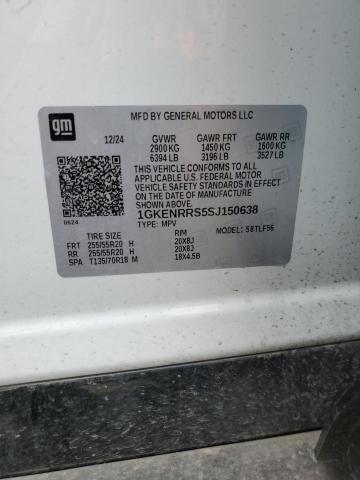 gm
MFD BY GENERAL MOTORS LLC
12/24 GVWR GAWR FRT GAWR RR
2900 KG 1450 KG 1600 KG
6394 LB 3196 LB 3527 LB
THIS VEHICLE CONFORMS TO ALL
APPLICABLE U.S. FEDERAL MOTOR
VEHICLE SAFETY STANDARDS IN EFFECT
ON THE DATE OF MANUFACTURE
SHOWN ABOVE.
1GKENRRS5SJ150638
0624
TYPE: MPV MODEL: 58TLF56
TIRE SIZE RIM
FRT 255/55R20 H 20X8J
RR 255/55R20 H 20X8J
SPA T135/70R18 M 18X4.5B